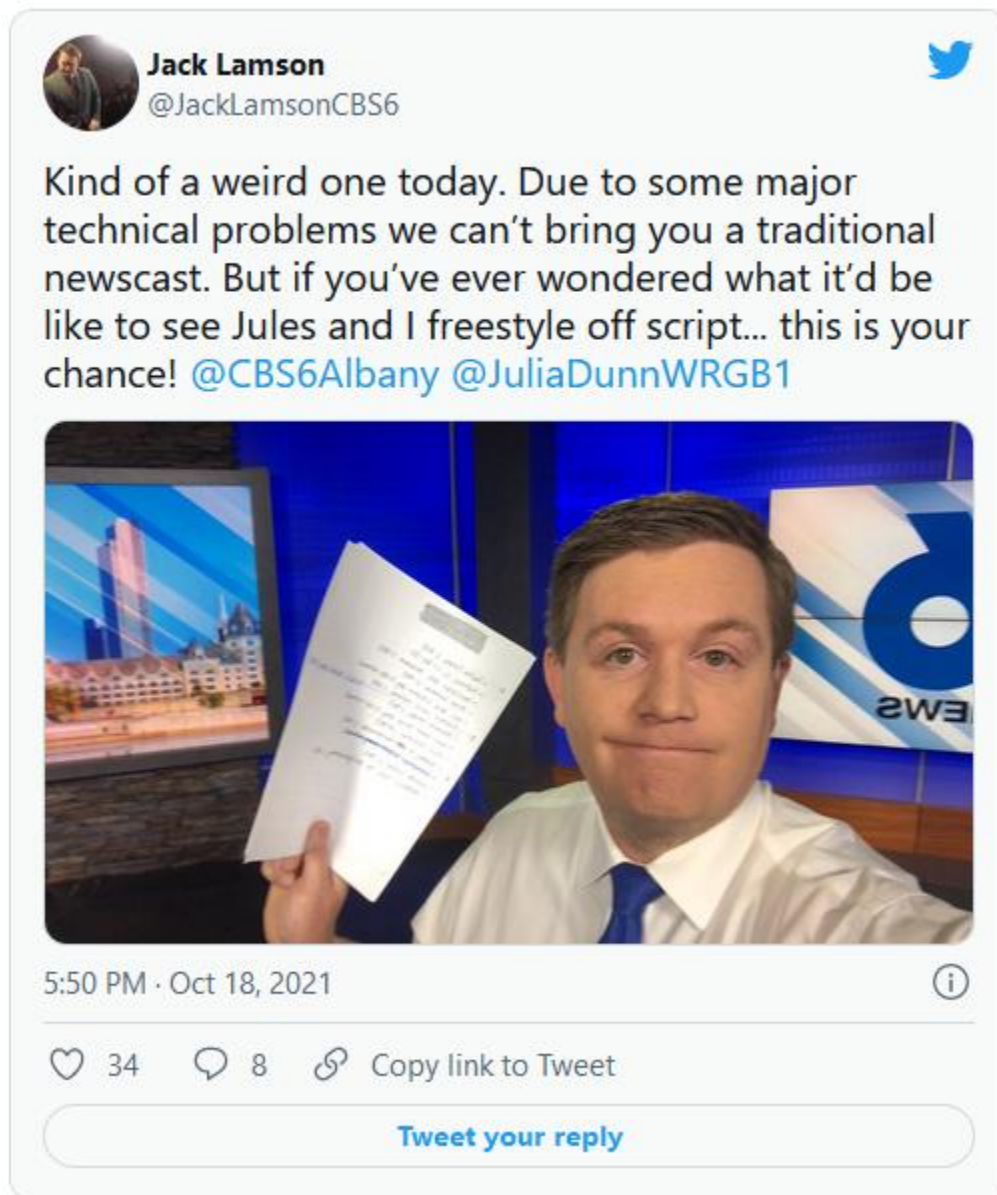 Jack Lamson
@JackLamsonCBS6
Kind of a weird one today. Due to some major
technical problems we can’t bring you a traditional
newscast. But if you’ve ever wondered what it’d be
like to see Jules and I freestyle off script... this is your
chance! @CBS6Albany @JuliaDunnWRGB1
6
NEWS
5:50 PM · Oct 18, 2021
34
8
Copy link to Tweet
Tweet your reply